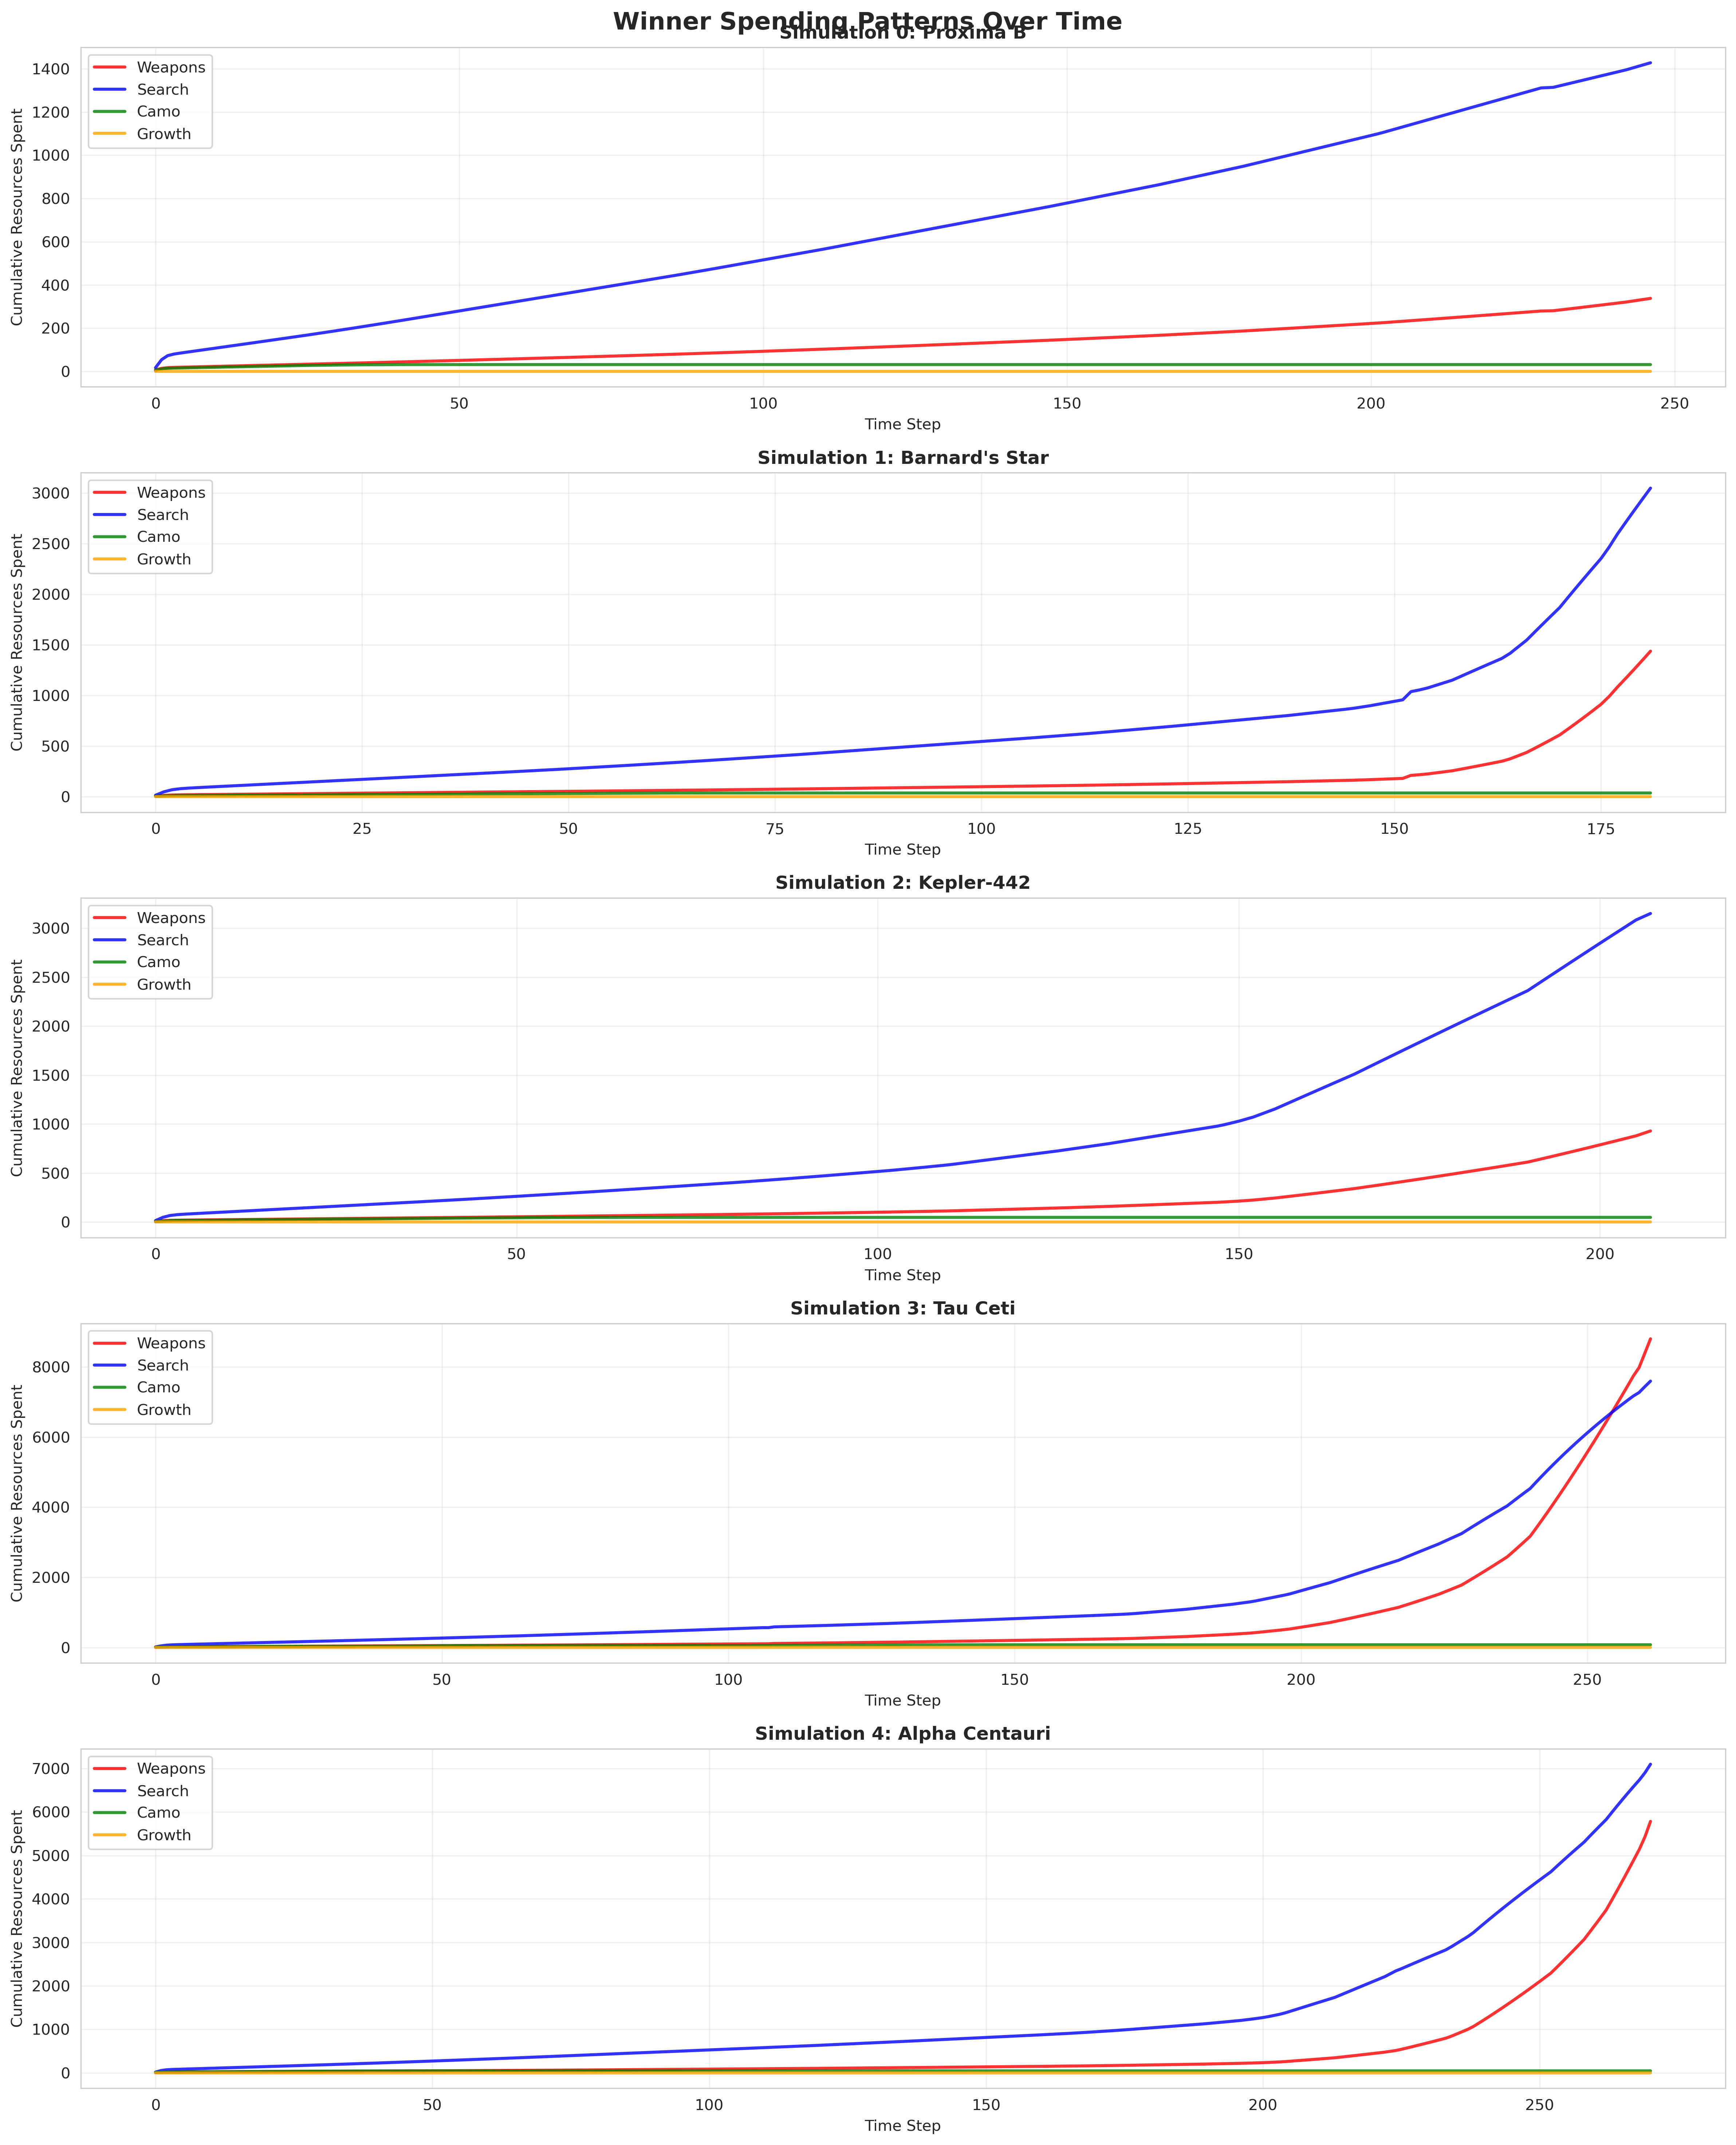 Winner Spending Patterns Over Time
Simulation 0: Proxima B
Weapons
Search
Camo
Growth
Cumulative Resources Spent
1400
1200
1000
800
600
400
200
0
0 50 100 150 200 250
Time Step
Simulation 1: Barnard's Star
Weapons
Search
Camo
Growth
Cumulative Resources Spent
3000
2500
2000
1500
1000
500
0
0 25 50 75 100 125 150 175
Time Step
Simulation 2: Kepler-442
Weapons
Search
Camo
Growth
Cumulative Resources Spent
3000
2500
2000
1500
1000
500
0
0 50 100 150 200
Time Step
Simulation 3: Tau Ceti
Weapons
Search
Camo
Growth
Cumulative Resources Spent
8000
6000
4000
2000
0
0 50 100 150 200 250
Time Step
Simulation 4: Alpha Centauri
Weapons
Search
Camo
Growth
Cumulative Resources Spent
7000
6000
5000
4000
3000
2000
1000
0
0 50 100 150 200 250
Time Step